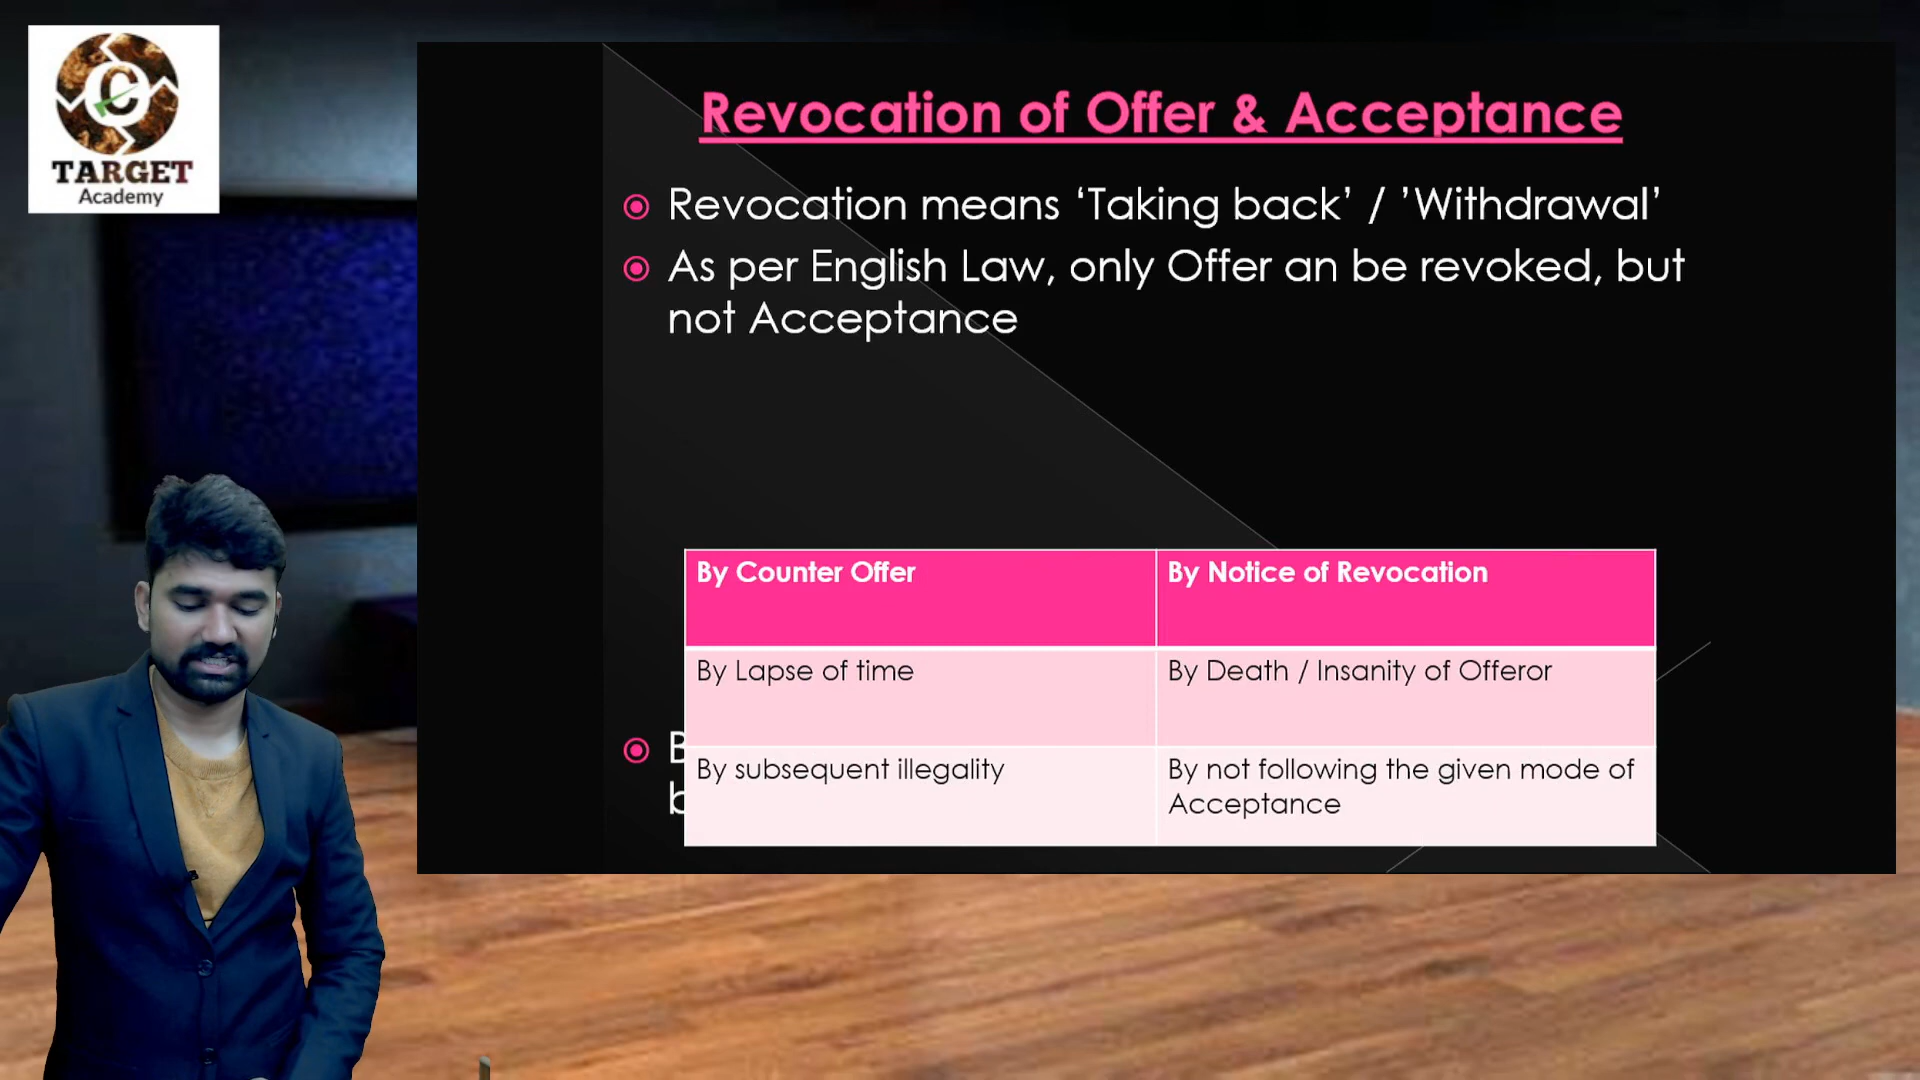 TARGET
Academy
Revocation of Offer & Acceptance
Revocation means ‘Taking back’ / ’Withdrawal’
As per English Law, only Offer an be revoked, but
not Acceptance
By Counter Offer
By Notice of Revocation
By Lapse of time
By Death / Insanity of Offeror
By subsequent illegality
By not following the given mode of
Acceptance